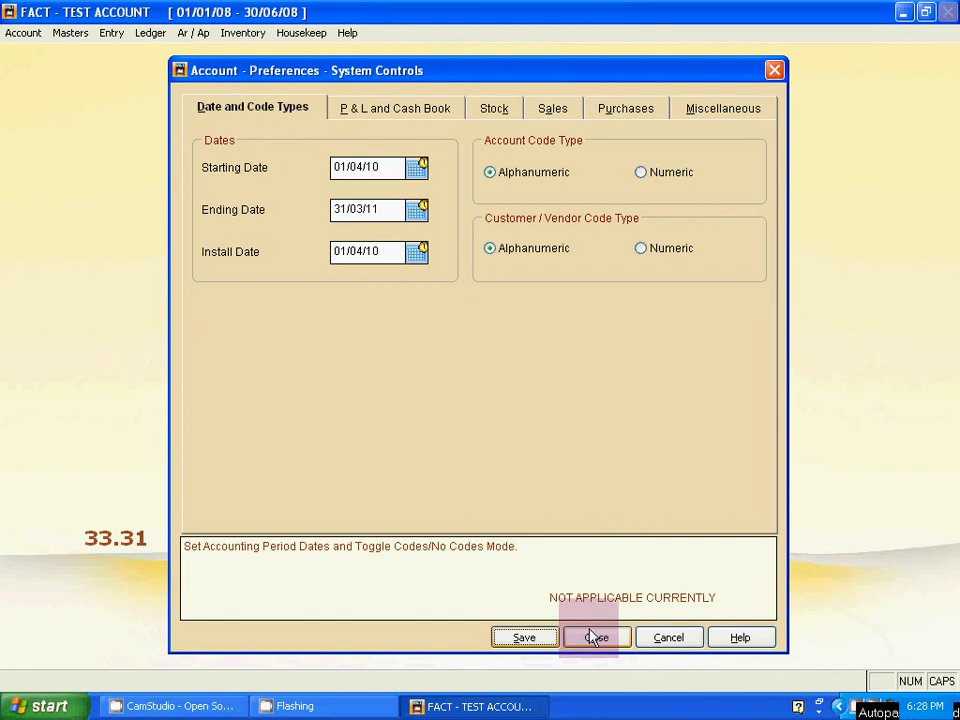 FACT - TEST ACCOUNT [ 01/01/08 - 30/06/08 ]
Account Masters Entry Ledger Ar / Ap Inventory Housekeep Help
Account - Preferences - System Controls
Date and Code Types P & L and Cash Book Stock Sales Purchases Miscellaneous
Dates
Starting Date 01/04/10
Ending Date 31/03/11
Install Date 01/04/10
Account Code Type
Alphanumeric Numeric
Customer / Vendor Code Type
Alphanumeric Numeric
33.31
Set Accounting Period Dates and Toggle Codes/No Codes Mode.
NOT APPLICABLE CURRENTLY
Save Close Cancel Help
NUM CAPS
start CamStudio - Open So... Flashing FACT - TEST ACCOU... 6:28 PM
Autopa